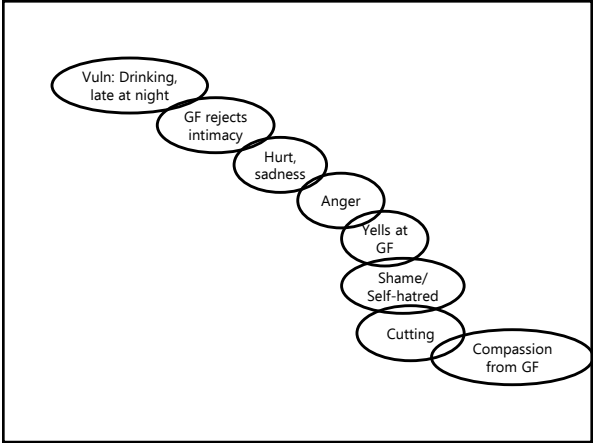 Vuln: Drinking,
late at night
GF rejects
intimacy
Hurt,
sadness
Anger
Yells at
GF
Shame/
Self-hatred
Cutting
Compassion
from GF